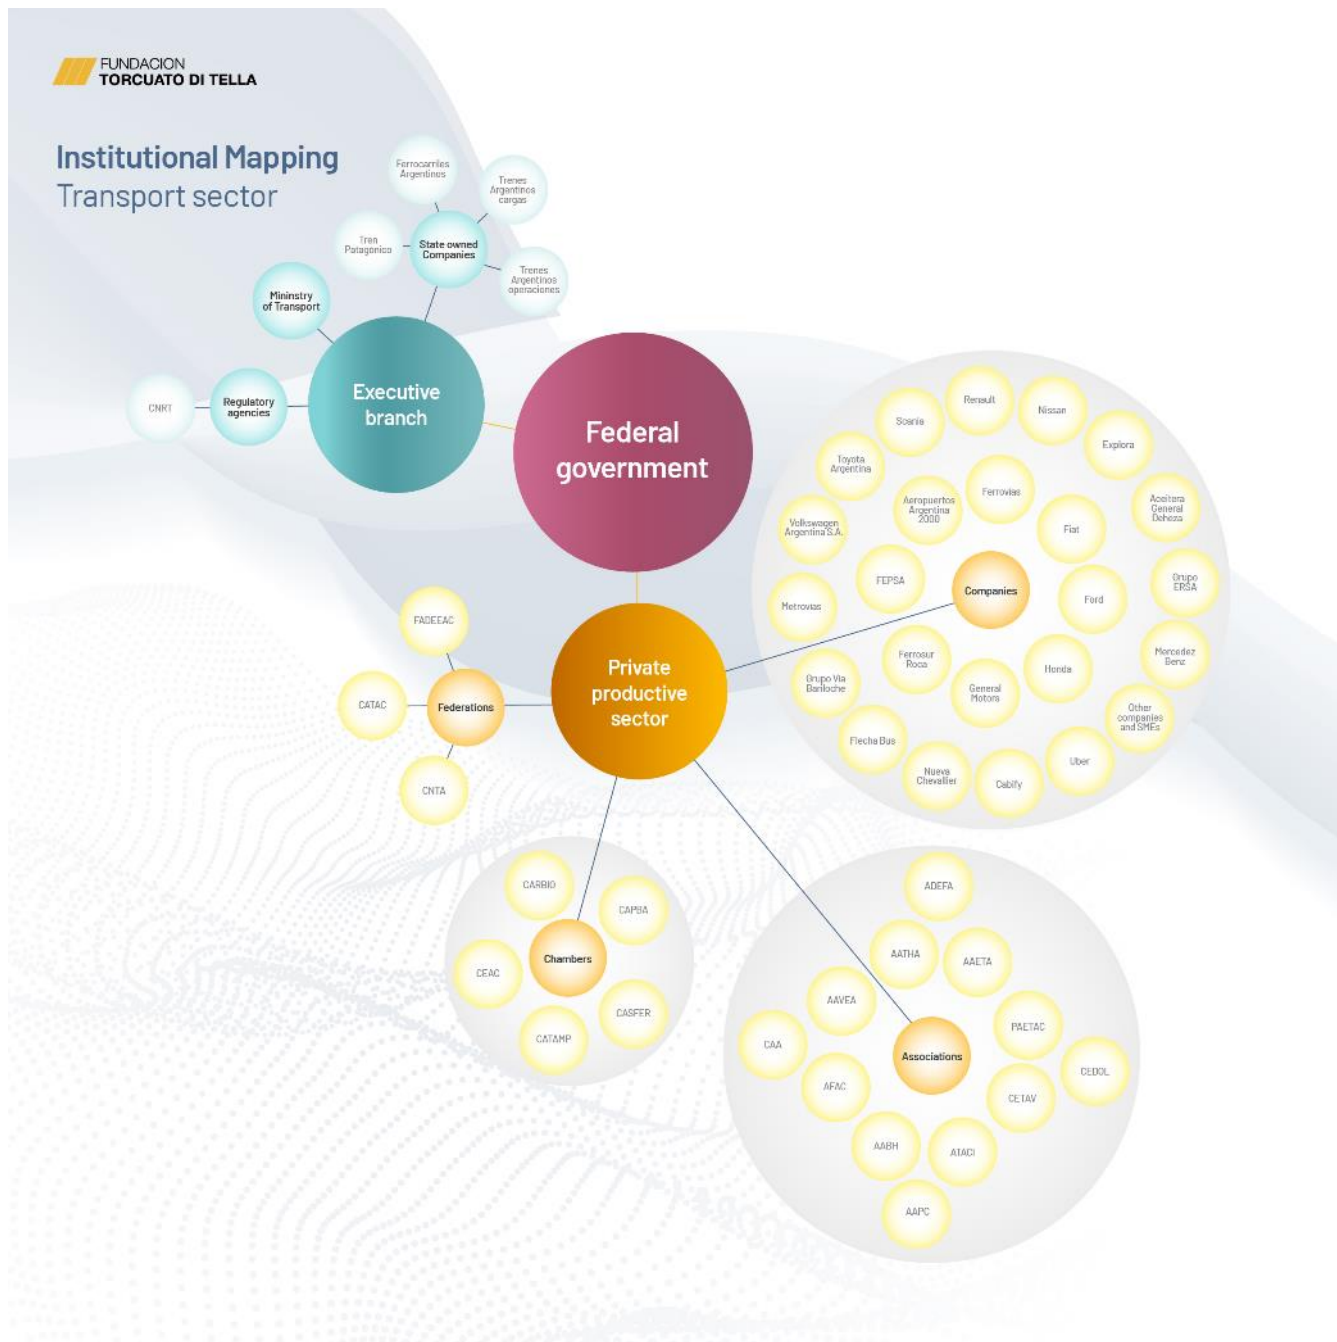 FUNDACION
TORCUATO DI TELLA
Institutional Mapping
Transport sector
Ferrocarriles
Argentinos
Trenes
Argentinos
cargas
Tren
Patagónico
State owned
Companies
Trenes
Argentinos
operaciones
Mininstry
of Transport
CNRT
Regulatory
agencies
Executive
branch
Federal
government
Private
productive
sector
FADEEAC
CATAC
Federations
CNTA
Renault
Nissan
Scania
Explora
Toyota
Argentina
Ferrovias
Aeropuertos
Argentina
2000
Aceitera
General
Deheza
Volkswagen
Argentina S.A.
Fiat
FEPSA
Companies
Grupo
ERSA
Metrovias
Ford
Ferrosur
Roca
Honda
Mercedez
Benz
Grupo Via
Bariloche
General
Motors
Other
companies
and SMEs
Flecha Bus
Nueva
Chevallier
Cabify
Uber
CARBIO
CAPBA
Chambers
CEAC
CASFER
CATAMP
ADEFA
AATHA
AAETA
AAVEA
PAETAC
CAA
Associations
CEDOL
AFAC
CETAV
AABH
ATACI
AAPC